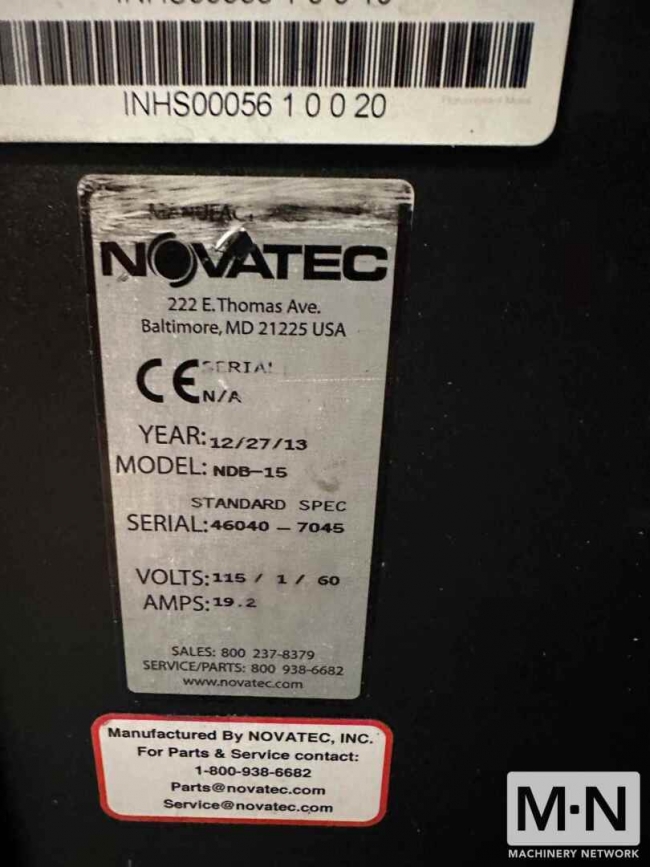 INHS00056 1 0 0 20
NOVATEC
222 E. Thomas Ave.
Baltimore, MD 21225 USA
CE SERIAL
N/A
YEAR: 12/27/13
MODEL: NDB-15
STANDARD SPEC
SERIAL: 46040 - 7045
VOLTS: 115 / 1 / 60
AMPS: 19.2
SALES: 800 237-8379
SERVICE/PARTS: 800 938-6682
www.novatec.com
Manufactured By NOVATEC, INC.
For Parts & Service contact:
1-800-938-6682
Parts@novatec.com
Service@novatec.com
M·N
MACHINERY NETWORK